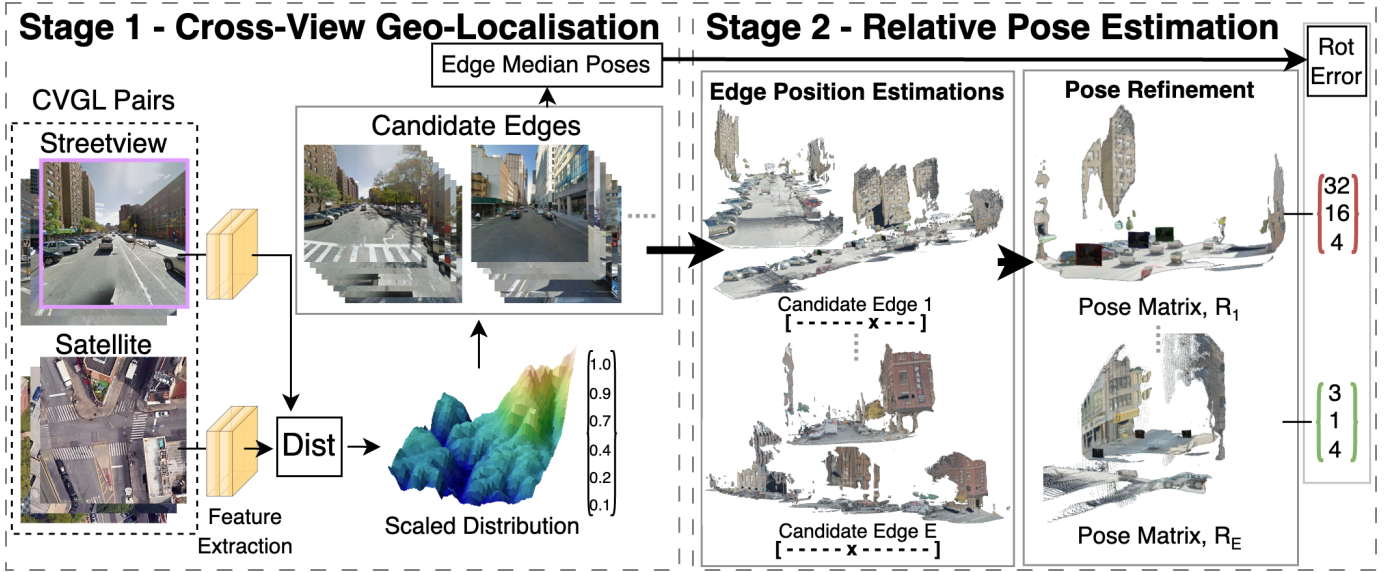 Stage 1 - Cross-View Geo-Localisation
Edge Median Poses
CVGL Pairs
Streetview
Satellite
Feature
Extraction
Dist
Candidate Edges
Scaled Distribution
1.0
0.9
0.7
0.4
0.2
0.1
Stage 2 - Relative Pose Estimation
Rot
Error
Edge Position Estimations
Candidate Edge 1
[ - - - - - - x - - - ]
Candidate Edge E
[ - - - - - x - - - - - ]
Pose Refinement
Pose Matrix, R1
Pose Matrix, RE
32
16
4
3
1
4